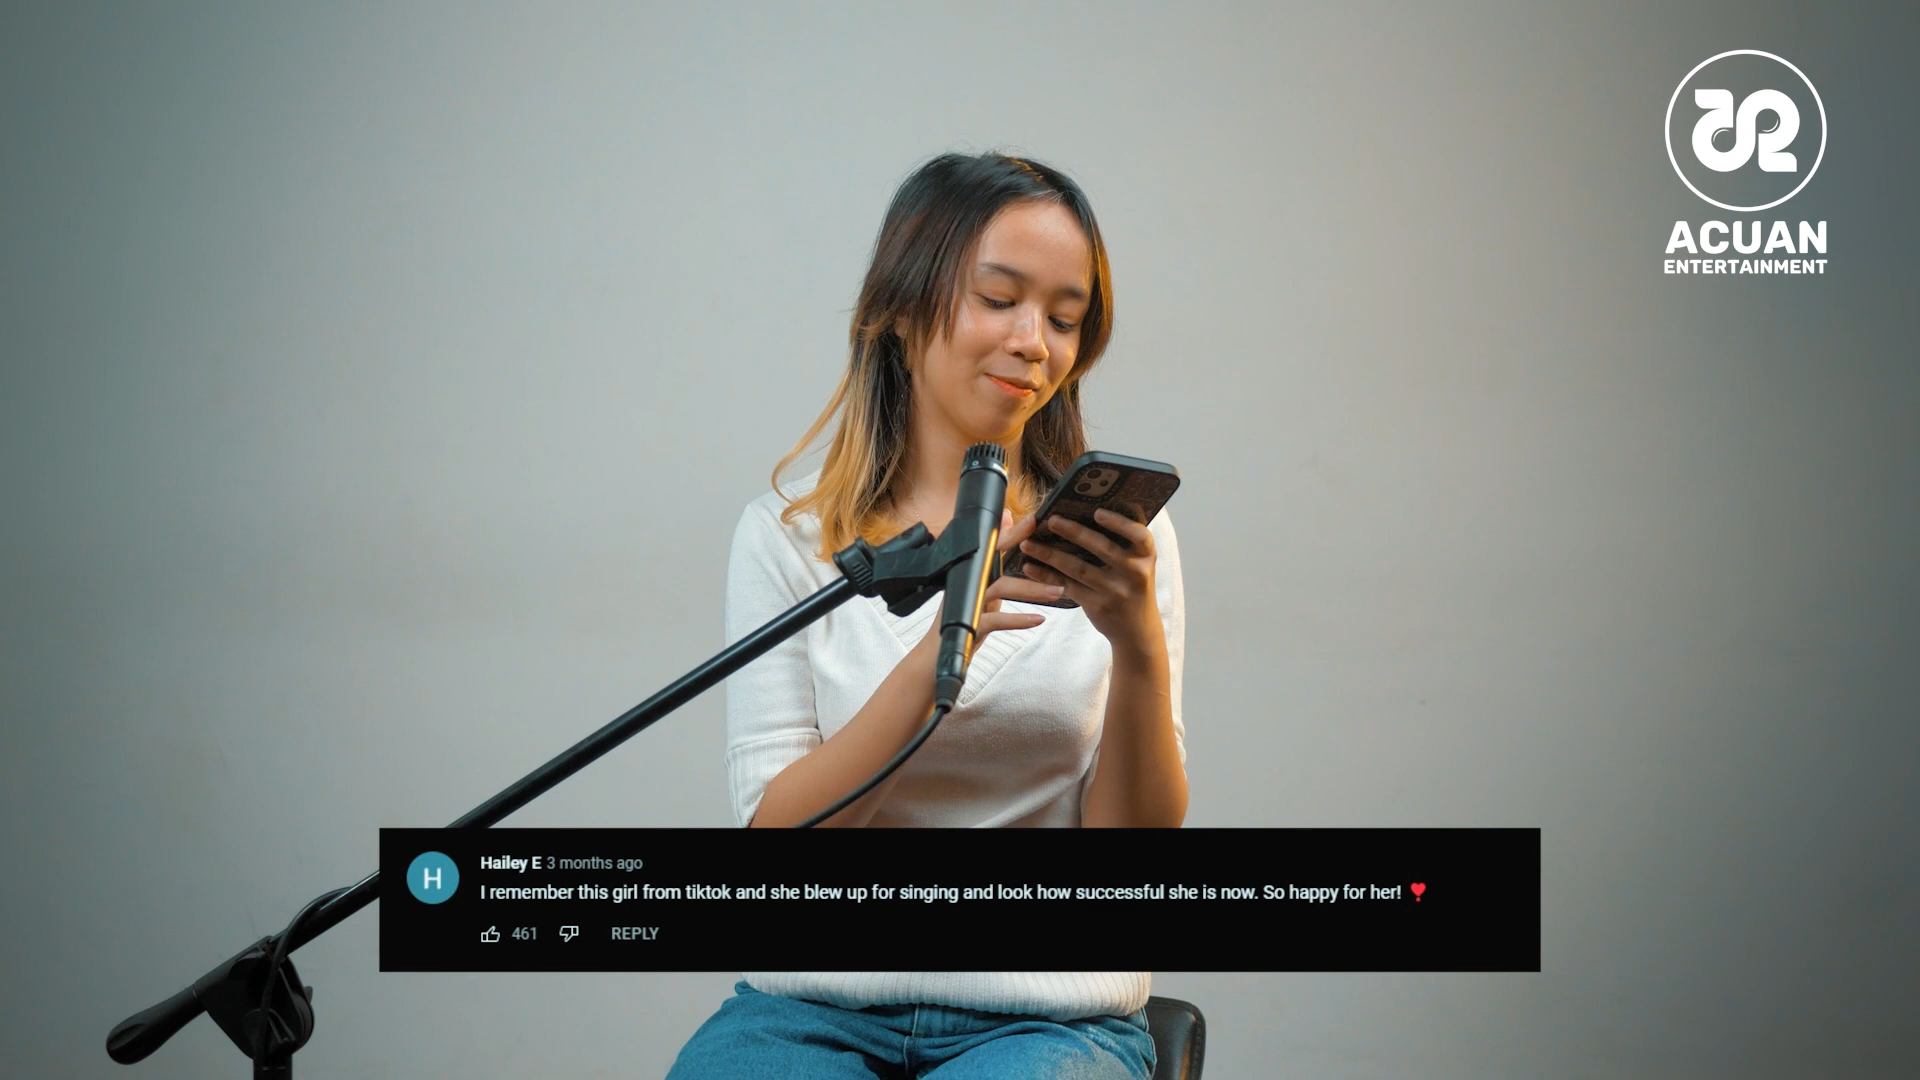 ACUAN
ENTERTAINMENT
H
Hailey E 3 months ago
I remember this girl from tiktok and she blew up for singing and look how successful she is now. So happy for her! ❣️
461
REPLY